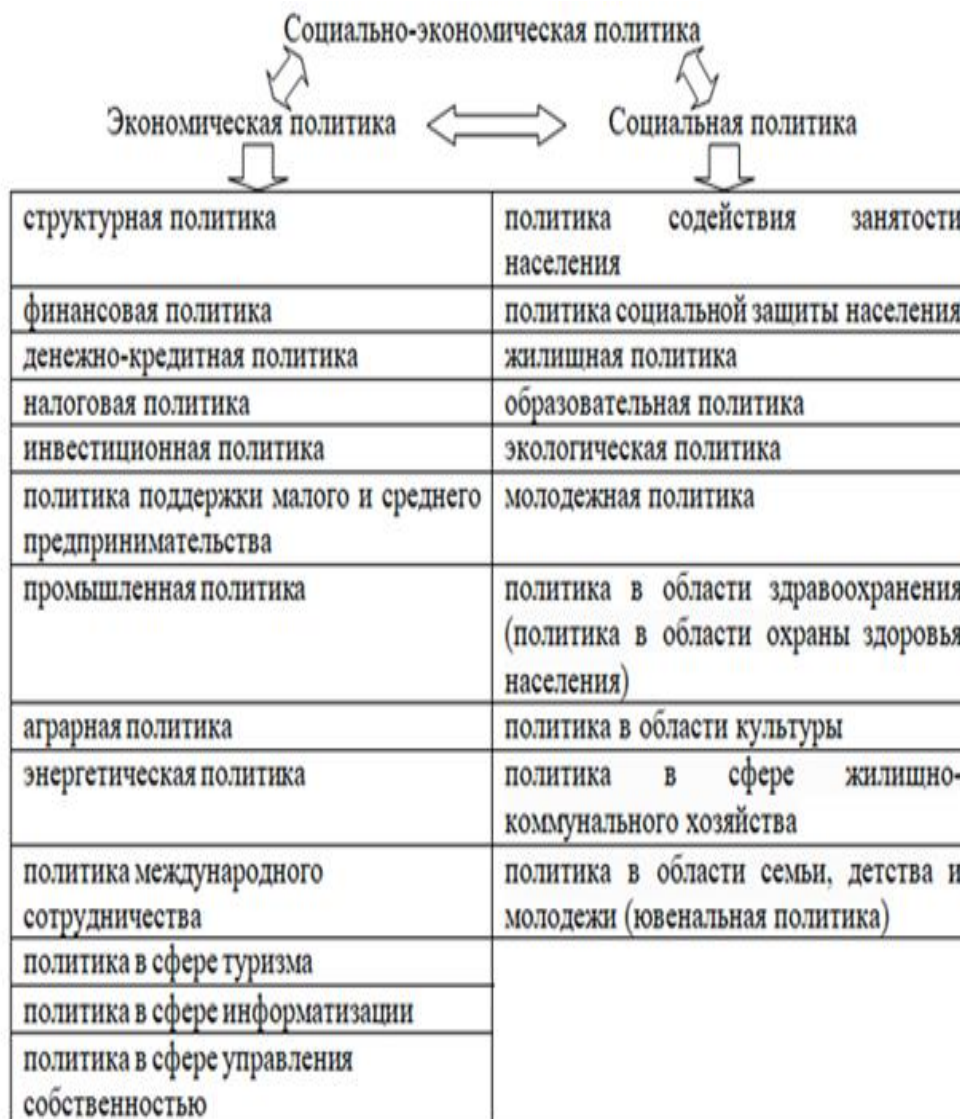 Социально-экономическая политика
Экономическая политика
Социальная политика
структурная политика
политика содействия занятости
населения
финансовая политика
политика социальной защиты населения
денежно-кредитная политика
жилищная политика
налоговая политика
образовательная политика
инвестиционная политика
экологическая политика
политика поддержки малого и среднего
предпринимательства
молодежная политика
промышленная политика
политика в области здравоохранения
(политика в области охраны здоровья
населения)
аграрная политика
политика в области культуры
энергетическая политика
политика в сфере жилищно-
коммунального хозяйства
политика международного
сотрудничества
политика в области семьи, детства и
молодежи (ювенальная политика)
политика в сфере туризма
политика в сфере информатизации
политика в сфере управления
собственностью